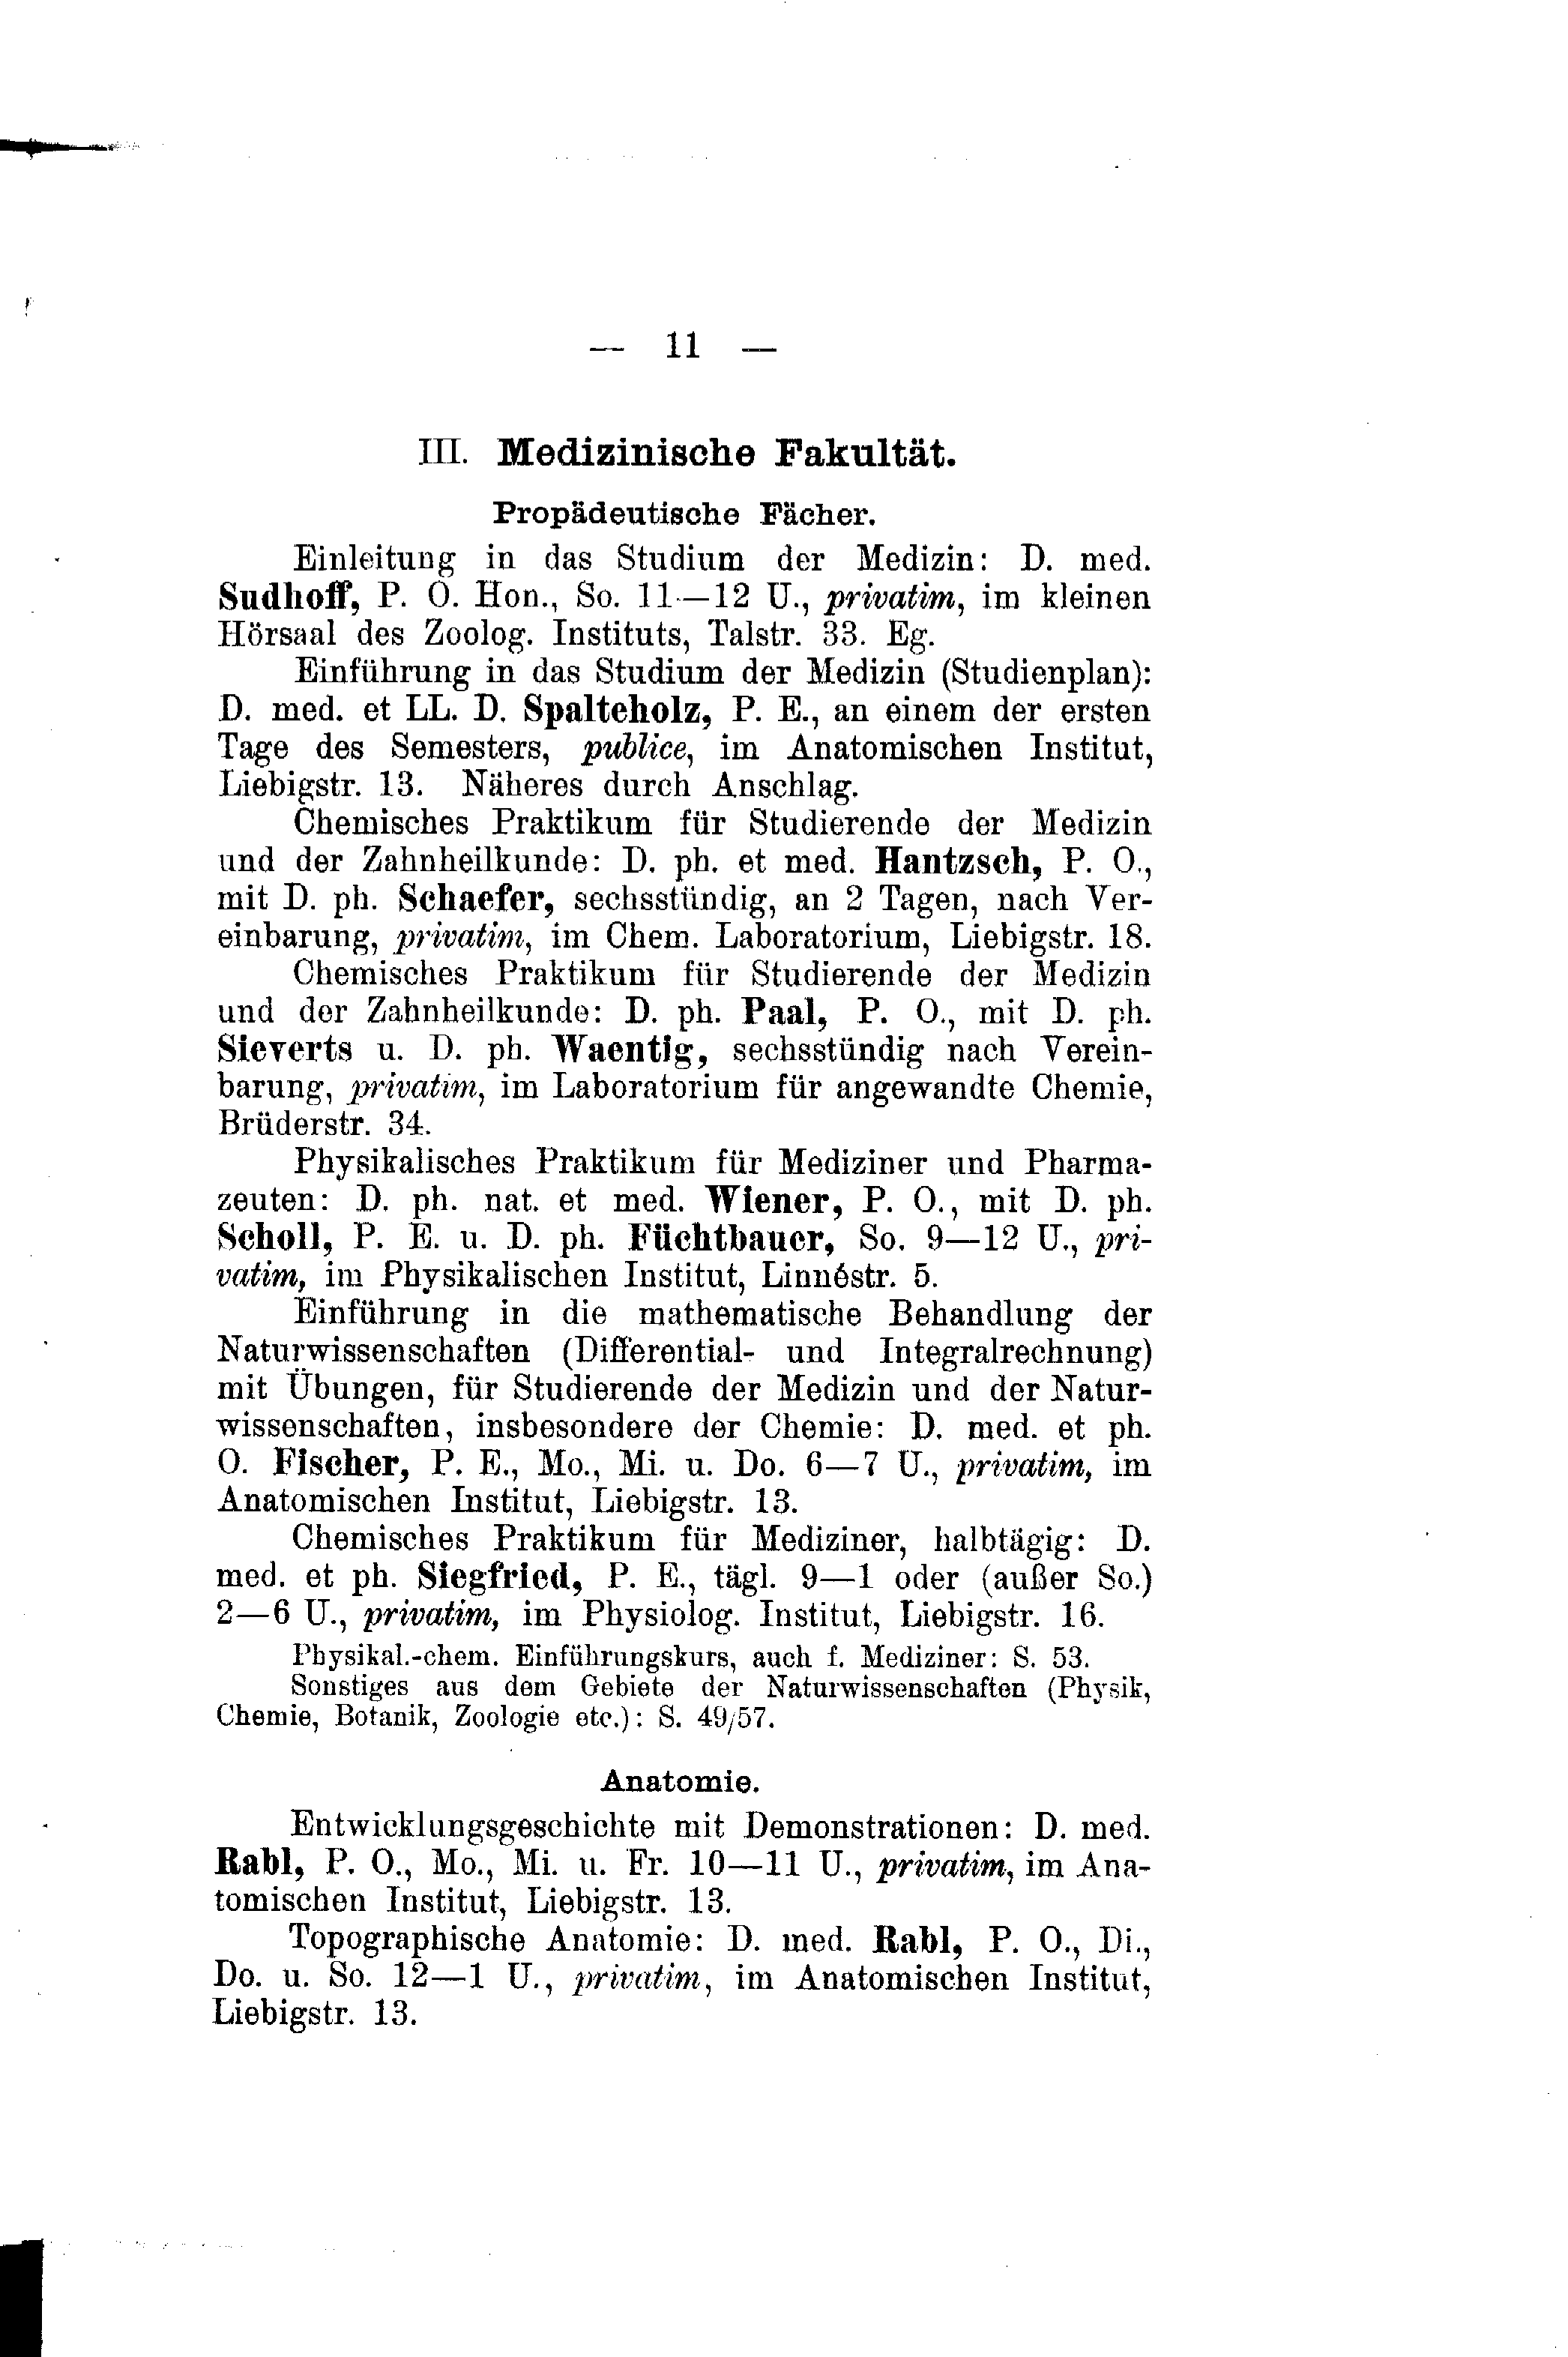 — 11 —
III. Medizinische Fakultät.
Propädeutische Fächer.
Einleitung in das Studium der Medizin: D. med.
Sudhoff, P. O. Hon., So. 11—12 U., privatim, im kleinen
Hörsaal des Zoolog. Instituts, Talstr. 33. Eg.
Einführung in das Studium der Medizin (Studienplan):
D. med. et LL. D. Spalteholz, P. E., an einem der ersten
Tage des Semesters, publice, im Anatomischen Institut,
Liebigstr. 13. Näheres durch Anschlag.
Chemisches Praktikum für Studierende der Medizin
und der Zahnheilkunde: D. ph. et med. Hantzsch, P. O.,
mit D. ph. Schaefer, sechsstündig, an 2 Tagen, nach Ver-
einbarung, privatim, im Chem. Laboratorium, Liebigstr. 18.
Chemisches Praktikum für Studierende der Medizin
und der Zahnheilkunde: D. ph. Paal, P. O., mit D. ph.
Sieverts u. D. ph. Waentig, sechsstündig nach Verein-
barung, privatim, im Laboratorium für angewandte Chemie,
Brüderstr. 34.
Physikalisches Praktikum für Mediziner und Pharma-
zeuten: D. ph. nat. et med. Wiener, P. O., mit D. ph.
Scholl, P. E. u. D. ph. Füchtbauer, So. 9—12 U., pri-
vatim, im Physikalischen Institut, Linnéstr. 5.
Einführung in die mathematische Behandlung der
Naturwissenschaften (Differential- und Integralrechnung)
mit Übungen, für Studierende der Medizin und der Natur-
wissenschaften, insbesondere der Chemie: D. med. et ph.
O. Fischer, P. E., Mo., Mi. u. Do. 6—7 U., privatim, im
Anatomischen Institut, Liebigstr. 13.
Chemisches Praktikum für Mediziner, halbtägig: D.
med. et ph. Siegfried, P. E., tägl. 9—1 oder (außer So.)
2—6 U., privatim, im Physiolog. Institut, Liebigstr. 16.
Physikal.-chem. Einführungskurs, auch f. Mediziner: S. 53.
Sonstiges aus dem Gebiete der Naturwissenschaften (Physik,
Chemie, Botanik, Zoologie etc.): S. 49/57.
Anatomie.
Entwicklungsgeschichte mit Demonstrationen: D. med.
Rabl, P. O., Mo., Mi. u. Fr. 10—11 U., privatim, im Ana-
tomischen Institut, Liebigstr. 13.
Topographische Anatomie: D. med. Rabl, P. O., Di.,
Do. u. So. 12—1 U., privatim, im Anatomischen Institut,
Liebigstr. 13.